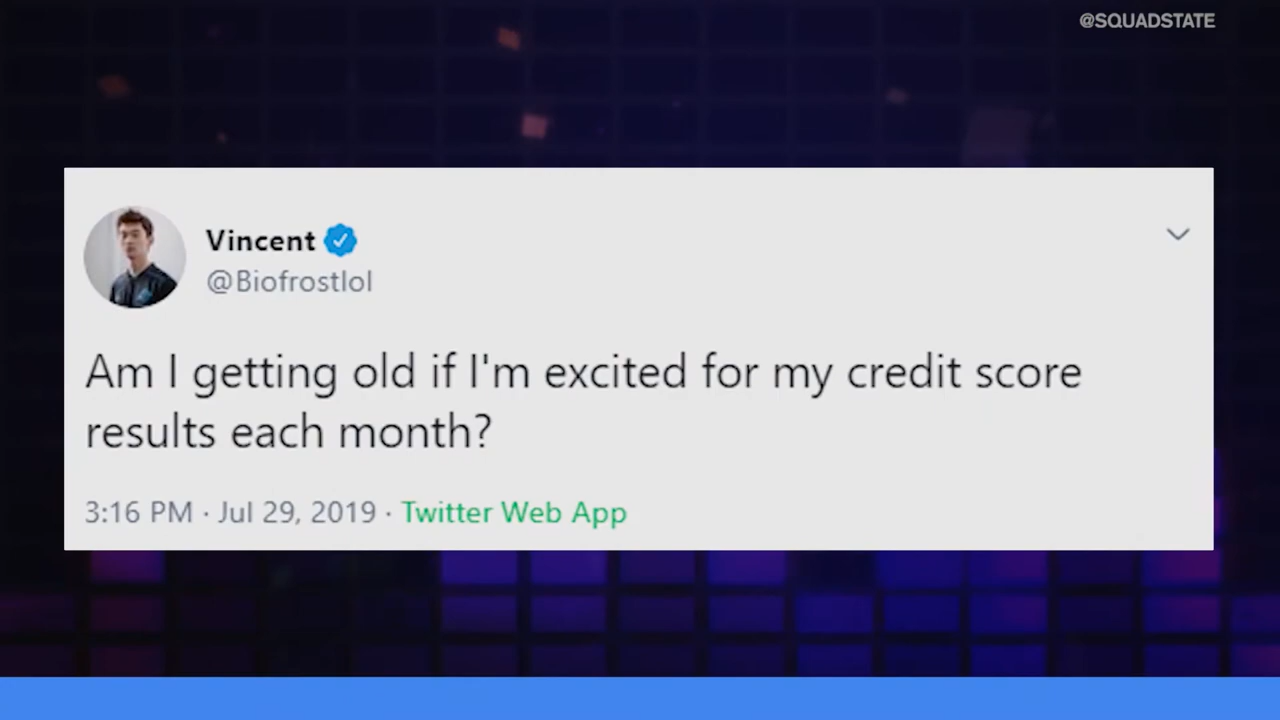 @SQUADSTATE
Vincent
@Biofrostlol
Am I getting old if I'm excited for my credit score
results each month?
3:16 PM · Jul 29, 2019 · Twitter Web App